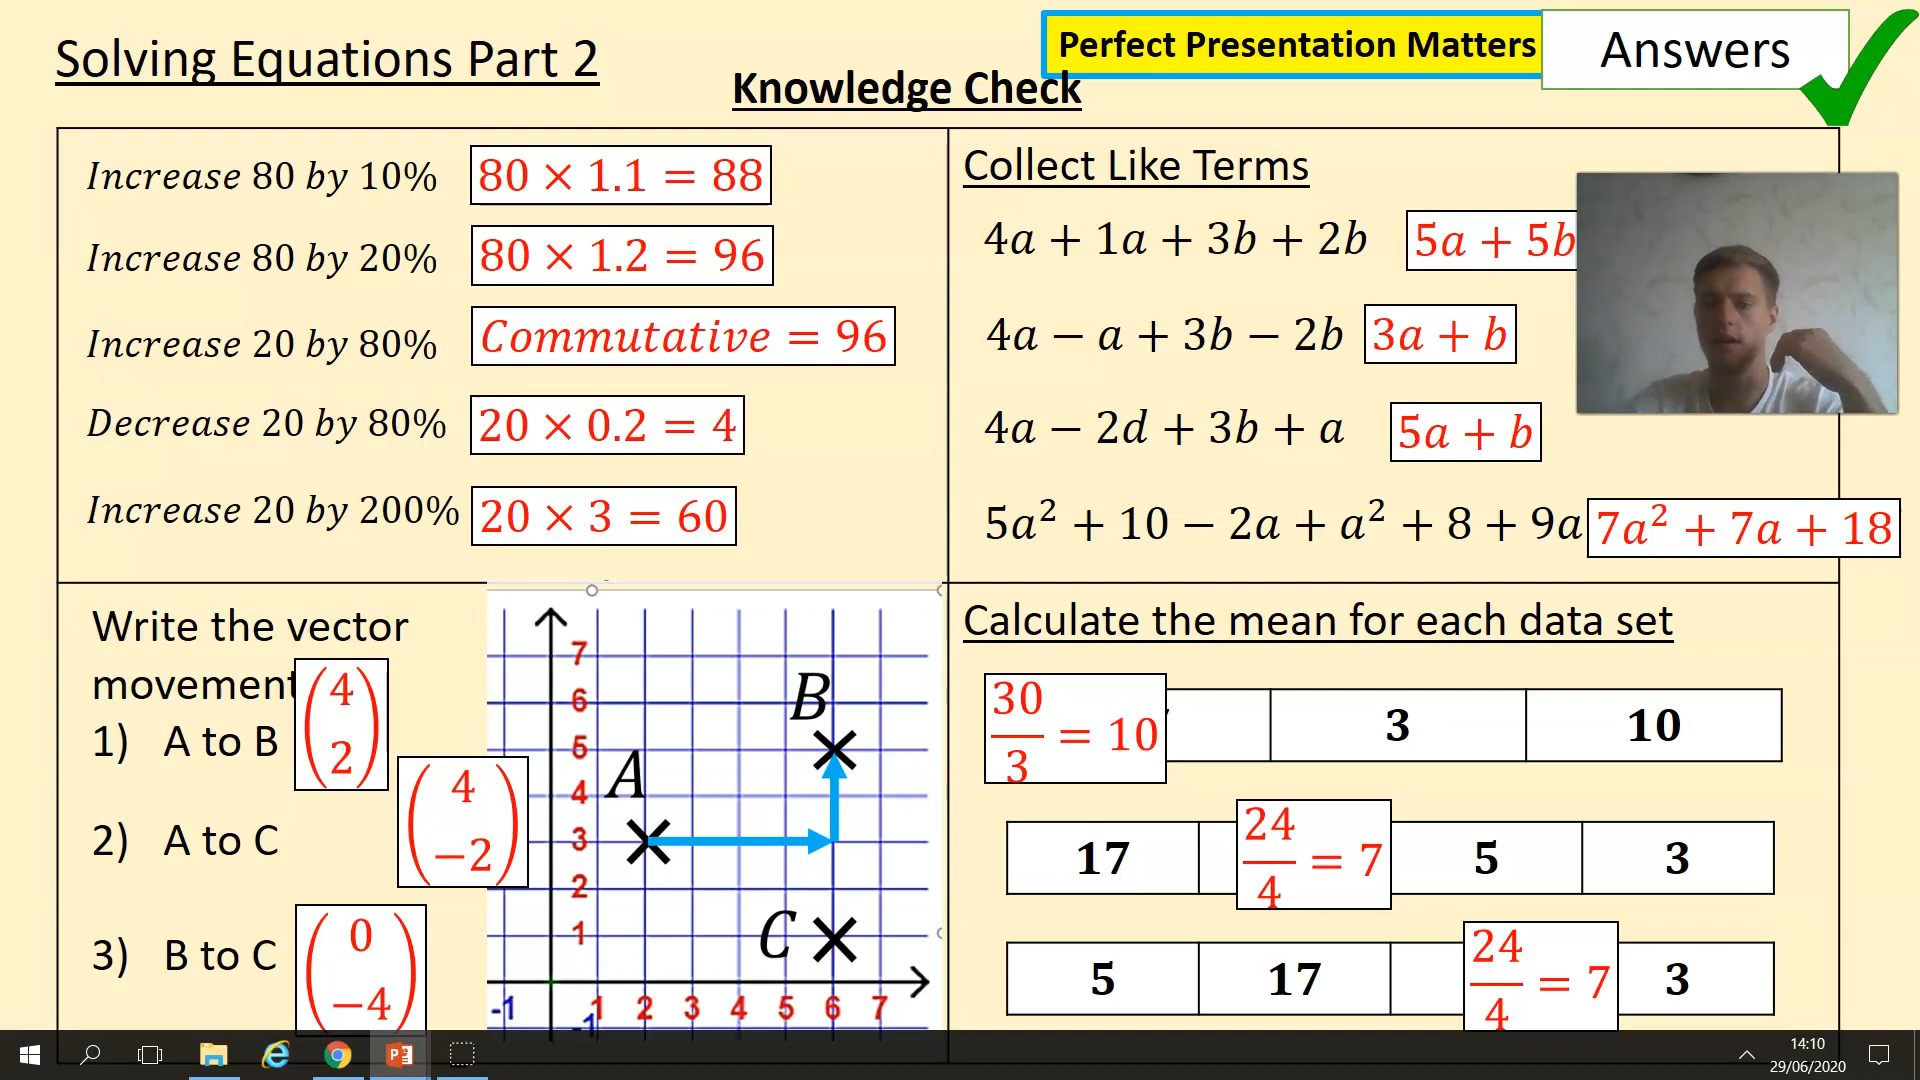 Solving Equations Part 2
Perfect Presentation Matters
Answers
Knowledge Check
Increase 80 by 10%
80 × 1.1 = 88
Increase 80 by 20%
80 × 1.2 = 96
Increase 20 by 80%
Commutative = 96
Decrease 20 by 80%
20 × 0.2 = 4
Increase 20 by 200%
20 × 3 = 60
Collect Like Terms
4a + 1a + 3b + 2b
5a + 5b
4a − a + 3b − 2b
3a + b
4a − 2d + 3b + a
5a + b
5a² + 10 − 2a + a² + 8 + 9a
7a² + 7a + 18
Write the vector
movement
1) A to B
(4
2)
2) A to C
(4
−2)
3) B to C
(0
−4)
7
6
5
4
3
2
1
-1
-1 1 2 3 4 5 6 7
A
B
C
Calculate the mean for each data set
30/3 = 10
3 10
17
24/4 = 7
5 3
5 17
24/4 = 7
3
14:10
29/06/2020